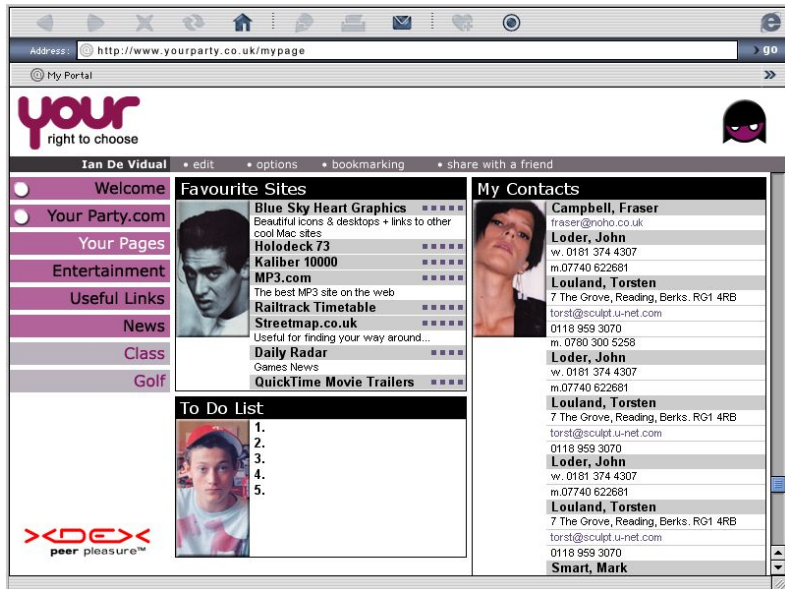 Address: http://www.yourparty.co.uk/mypage
go
My Portal
your
right to choose
Ian De Vidual • edit • options • bookmarking • share with a friend
Welcome
Your Party.com
Your Pages
Entertainment
Useful Links
News
Class
Golf
XDEX
peer pleasure™
Favourite Sites
Blue Sky Heart Graphics
Beautiful icons & desktops + links to other
cool Mac sites
Holodeck 73
Kaliber 10000
MP3.com
The best MP3 site on the web
Railtrack Timetable
Streetmap.co.uk
Useful for finding your way around...
Daily Radar
Games News
QuickTime Movie Trailers
To Do List
1.
2.
3.
4.
5.
My Contacts
Campbell, Fraser
fraser@noho.co.uk
Loder, John
w. 0181 374 4307
m.07740 622681
Louland, Torsten
7 The Grove, Reading, Berks. RG1 4RB
torst@sculpt.u-net.com
0118 959 3070
m. 0780 300 5258
Loder, John
w. 0181 374 4307
m.07740 622681
Louland, Torsten
7 The Grove, Reading, Berks. RG1 4RB
torst@sculpt.u-net.com
0118 959 3070
Loder, John
w. 0181 374 4307
m.07740 622681
Louland, Torsten
7 The Grove, Reading, Berks. RG1 4RB
torst@sculpt.u-net.com
0118 959 3070
Smart, Mark